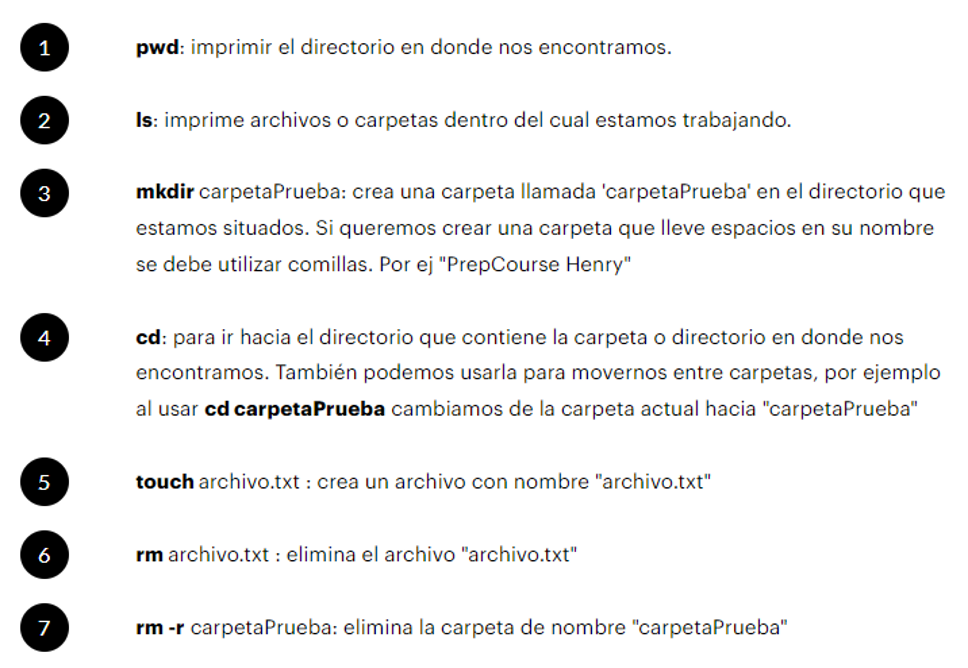 1 pwd: imprimir el directorio en donde nos encontramos.
2 ls: imprime archivos o carpetas dentro del cual estamos trabajando.
3 mkdir carpetaPrueba: crea una carpeta llamada 'carpetaPrueba' en el directorio que
estamos situados. Si queremos crear una carpeta que lleve espacios en su nombre
se debe utilizar comillas. Por ej "PrepCourse Henry"
4 cd: para ir hacia el directorio que contiene la carpeta o directorio en donde nos
encontramos. También podemos usarla para movernos entre carpetas, por ejemplo
al usar cd carpetaPrueba cambiamos de la carpeta actual hacia "carpetaPrueba"
5 touch archivo.txt : crea un archivo con nombre "archivo.txt"
6 rm archivo.txt : elimina el archivo "archivo.txt"
7 rm -r carpetaPrueba: elimina la carpeta de nombre "carpetaPrueba"